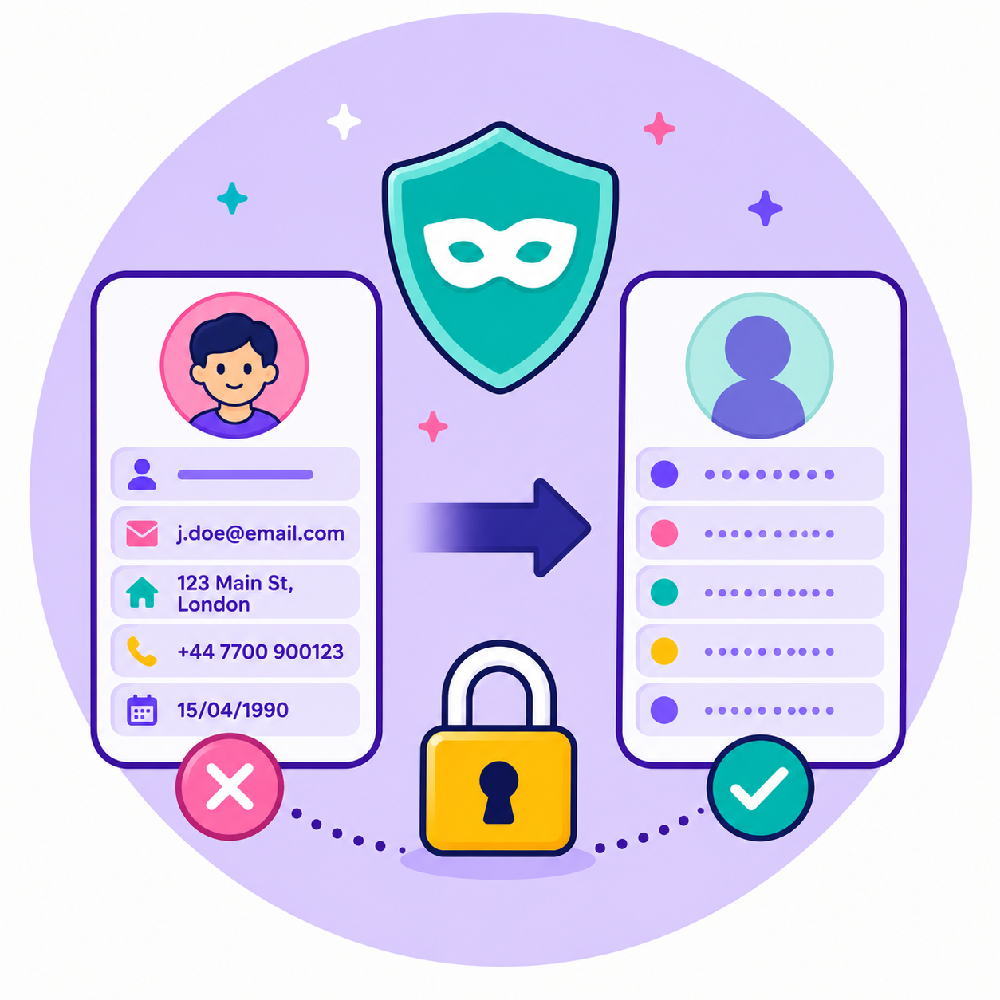 j.doe@email.com
123 Main St,
London
+44 7700 900123
15/04/1990